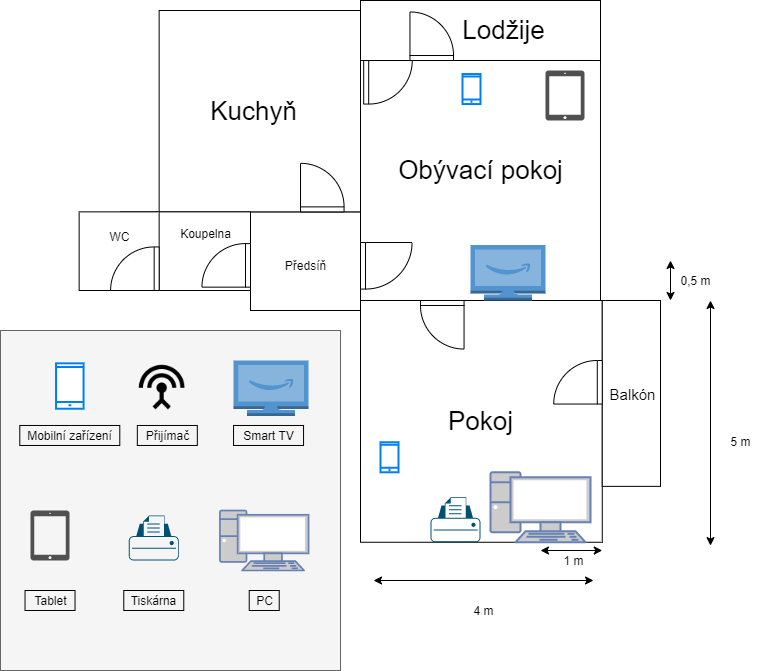 Lodžije
Kuchyň
Obývací pokoj
WC
Koupelna
Předsíň
0,5 m
Balkón
Pokoj
Mobilní zařízení
Přijímač
Smart TV
5 m
1 m
Tablet
Tiskárna
PC
4 m